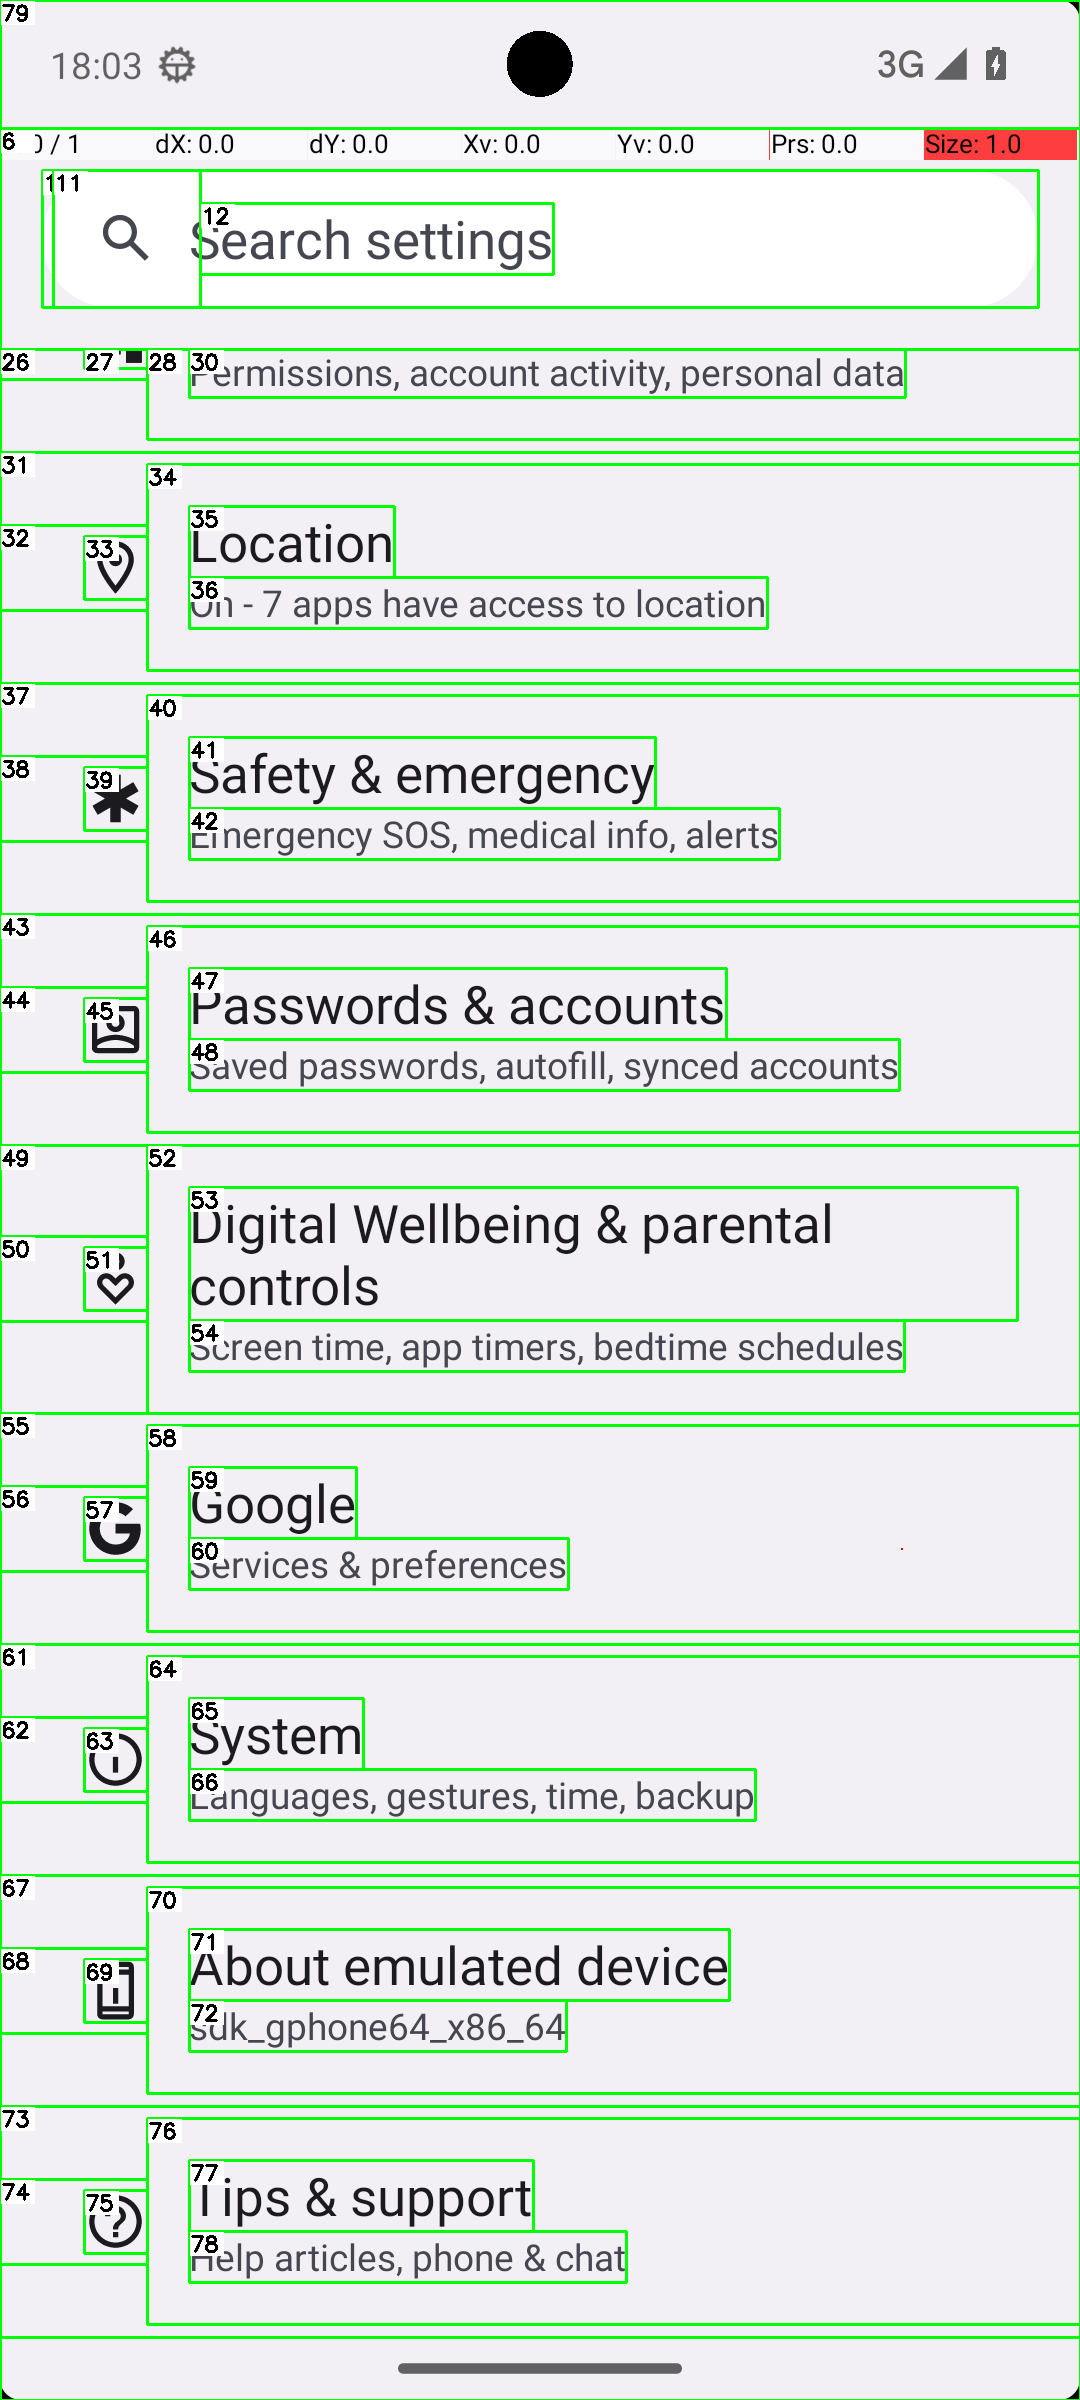 79
18:03
3G
6
0 / 1
dX: 0.0
dY: 0.0
Xv: 0.0
Yv: 0.0
Prs: 0.0
Size: 1.0
111
12
Search settings
26
27
28
30
Permissions, account activity, personal data
31
34
35
Location
32
33
36
On - 7 apps have access to location
37
40
41
Safety & emergency
38
39
42
Emergency SOS, medical info, alerts
43
46
47
Passwords & accounts
44
45
48
Saved passwords, autofill, synced accounts
49
52
53
Digital Wellbeing & parental
controls
50
51
54
Screen time, app timers, bedtime schedules
55
58
59
Google
56
57
60
Services & preferences
61
64
65
System
62
63
66
Languages, gestures, time, backup
67
70
71
About emulated device
68
69
72
sdk_gphone64_x86_64
73
76
77
Tips & support
74
75
78
Help articles, phone & chat